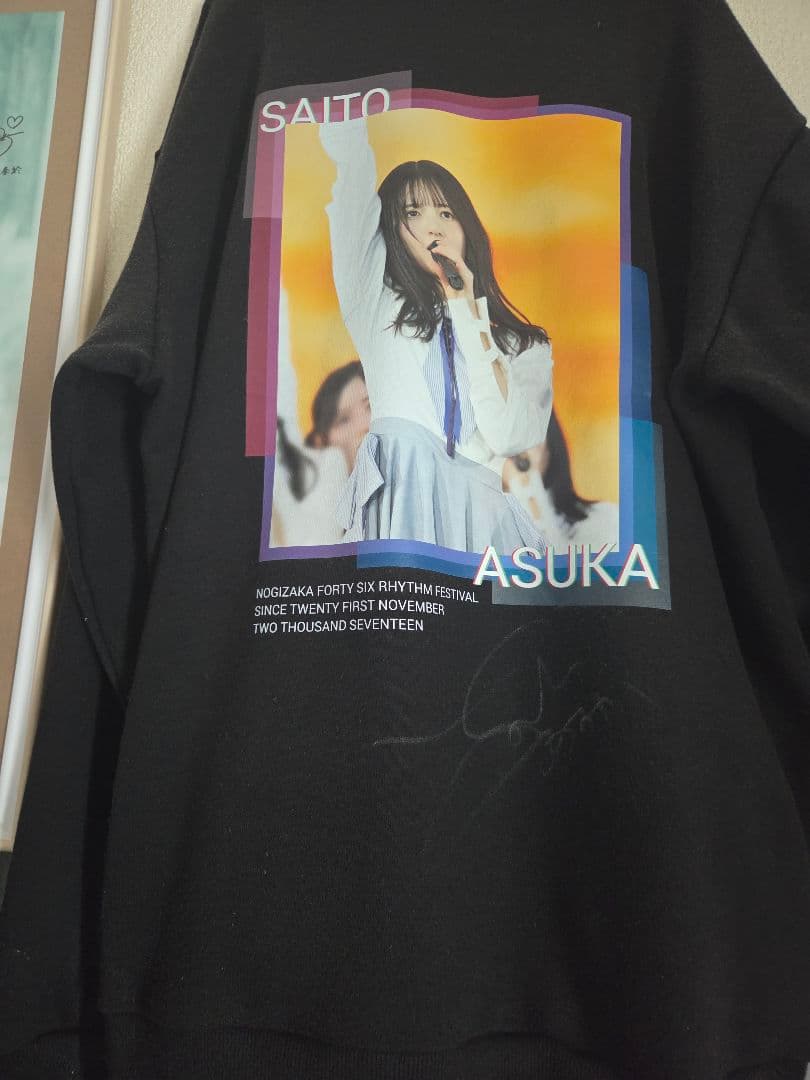 SAITO
ASUKA
NOGIZAKA FORTY SIX RHYTHM FESTIVAL
SINCE TWENTY FIRST NOVEMBER
TWO THOUSAND SEVENTEEN